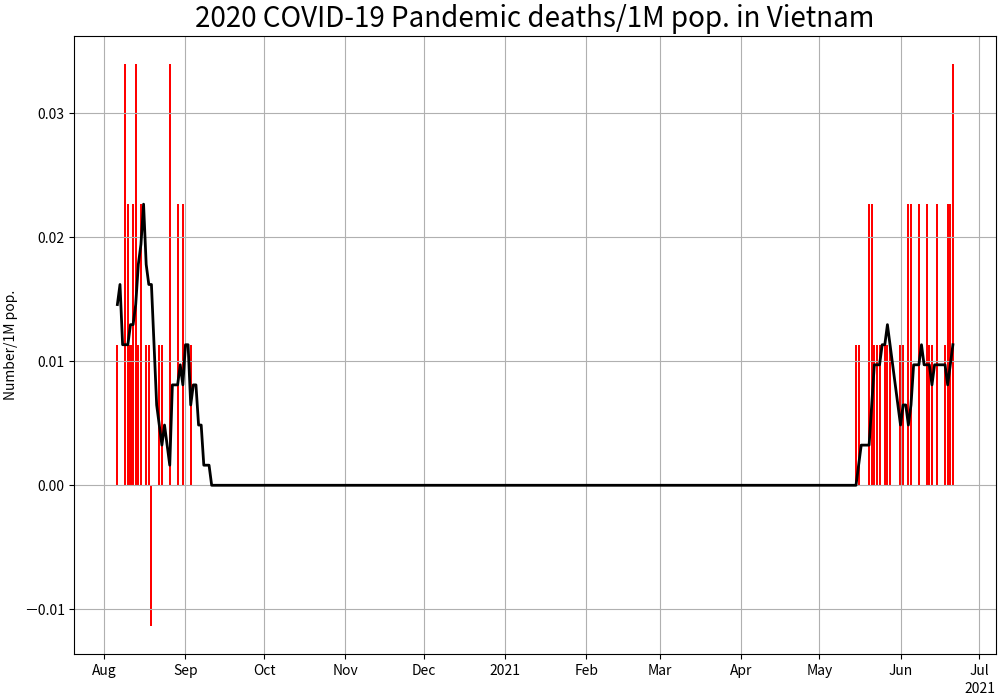 2020 COVID-19 Pandemic deaths/1M pop. in Vietnam
Number/1M pop.
0.03
0.02
0.01
0.00
−0.01
Aug Sep Oct Nov Dec 2021 Feb Mar Apr May Jun Jul
2021